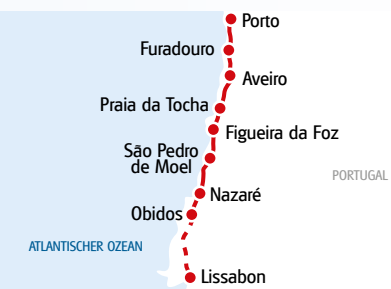 Porto
Furadouro
Aveiro
Praia da Tocha
Figueira da Foz
São Pedro
de Moel
PORTUGAL
Nazaré
Obidos
ATLANTISCHER OZEAN
Lissabon